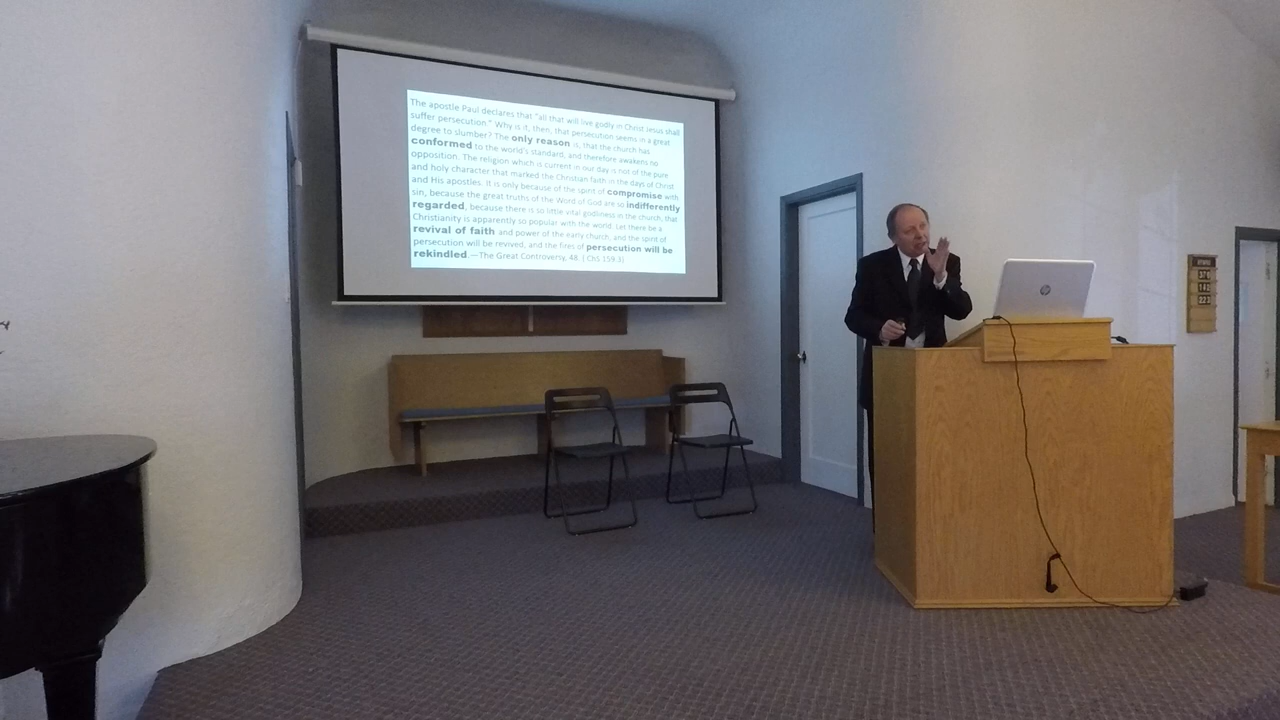 The apostle Paul declares that "all that will live godly in Christ Jesus shall
suffer persecution." Why is it, then, that persecution seems in a great
degree to slumber? The only reason is, that the church has
conformed to the world's standard, and therefore awakens no
opposition. The religion which is current in our day is not of the pure
and holy character that marked the Christian faith in the days of Christ
and His apostles. It is only because of the spirit of compromise with
sin, because the great truths of the Word of God are so indifferently
regarded, because there is so little vital godliness in the church, that
Christianity is apparently so popular with the world. Let there be a
revival of faith and power of the early church, and the spirit of
persecution will be revived, and the fires of persecution will be
rekindled.—The Great Controversy, 48. { ChS 159.3}
hp
HYMNS